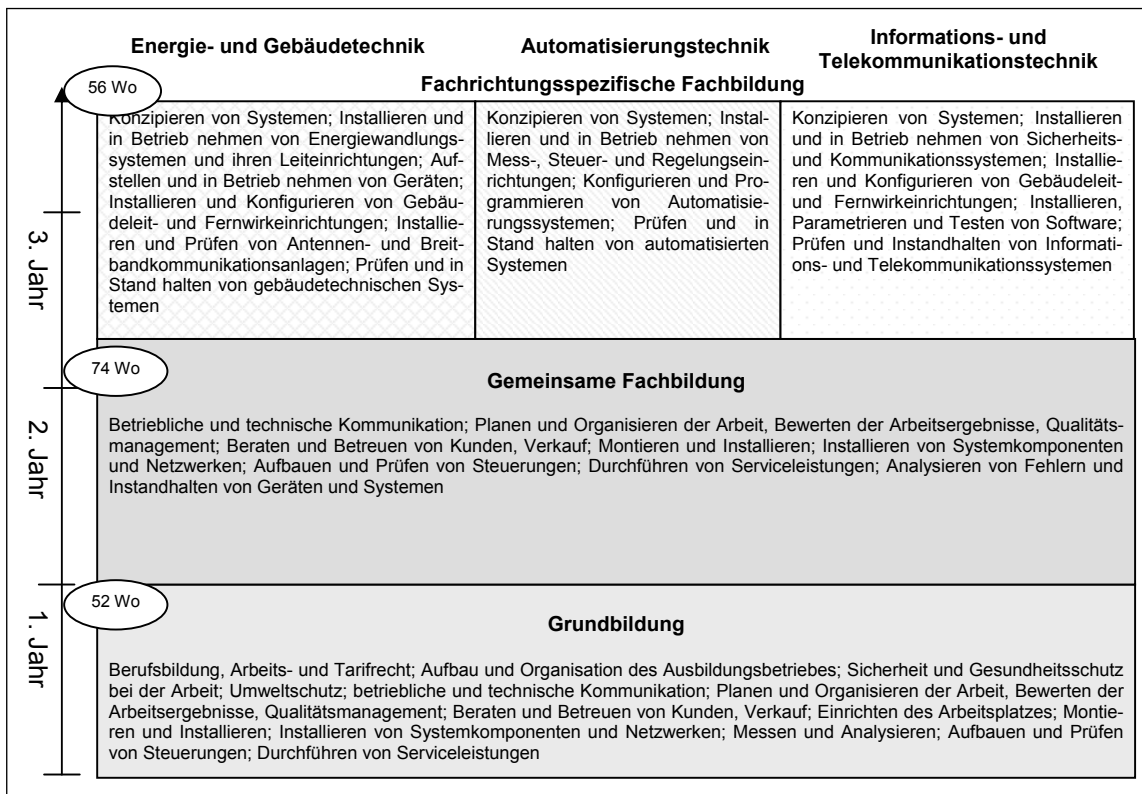 Energie- und Gebäudetechnik
Automatisierungstechnik
Informations- und
Telekommunikationstechnik
Fachrichtungsspezifische Fachbildung
56 Wo
Konzipieren von Systemen; Installieren und
in Betrieb nehmen von Energiewandlungs-
systemen und ihren Leiteinrichtungen; Auf-
stellen und in Betrieb nehmen von Geräten;
Installieren und Konfigurieren von Gebäu-
deleit- und Fernwirkeinrichtungen; Installie-
ren und Prüfen von Antennen- und Breit-
bandkommunikationsanlagen; Prüfen und in
Stand halten von gebäudetechnischen Sys-
temen
Konzipieren von Systemen; Instal-
lieren und in Betrieb nehmen von
Mess-, Steuer- und Regelungsein-
richtungen; Konfigurieren und Pro-
grammieren von Automatisie-
rungssystemen; Prüfen und in
Stand halten von automatisierten
Systemen
Konzipieren von Systemen; Installieren
und in Betrieb nehmen von Sicherheits-
und Kommunikationssystemen; Installie-
ren und Konfigurieren von Gebäudeleit-
und Fernwirkeinrichtungen; Installieren,
Parametrieren und Testen von Software;
Prüfen und Instandhalten von Informati-
ons- und Telekommunikationssystemen
3. Jahr
74 Wo
Gemeinsame Fachbildung
Betriebliche und technische Kommunikation; Planen und Organisieren der Arbeit, Bewerten der Arbeitsergebnisse, Qualitäts-
management; Beraten und Betreuen von Kunden, Verkauf; Montieren und Installieren; Installieren von Systemkomponenten
und Netzwerken; Aufbauen und Prüfen von Steuerungen; Durchführen von Serviceleistungen; Analysieren von Fehlern und
Instandhalten von Geräten und Systemen
2. Jahr
52 Wo
Grundbildung
Berufsbildung, Arbeits- und Tarifrecht; Aufbau und Organisation des Ausbildungsbetriebes; Sicherheit und Gesundheitsschutz
bei der Arbeit; Umweltschutz; betriebliche und technische Kommunikation; Planen und Organisieren der Arbeit, Bewerten der
Arbeitsergebnisse, Qualitätsmanagement; Beraten und Betreuen von Kunden, Verkauf; Einrichten des Arbeitsplatzes; Montie-
ren und Installieren; Installieren von Systemkomponenten und Netzwerken; Messen und Analysieren; Aufbauen und Prüfen
von Steuerungen; Durchführen von Serviceleistungen
1. Jahr